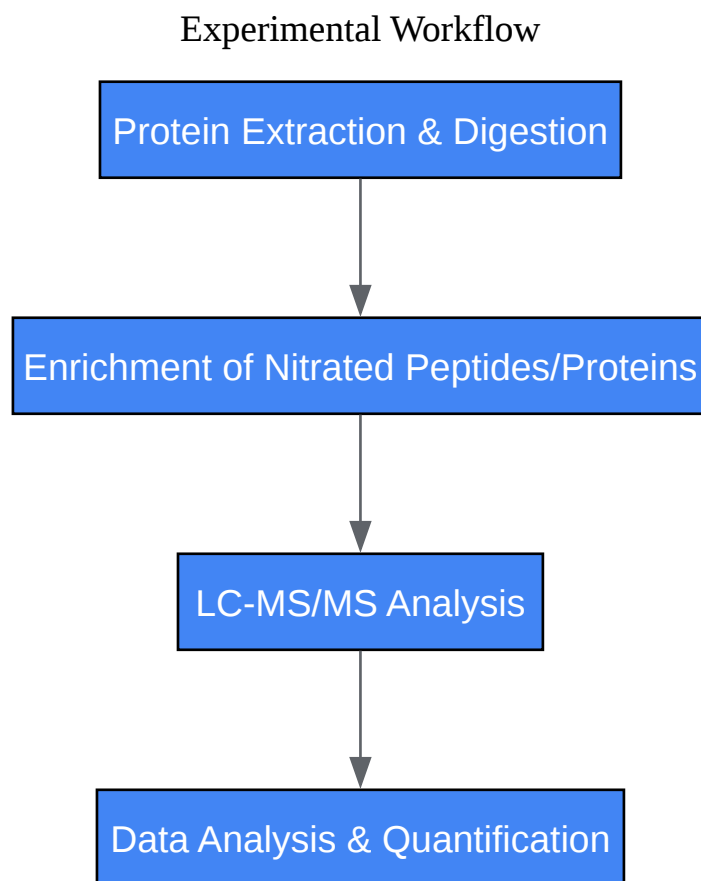 Experimental Workflow
Protein Extraction & Digestion
Enrichment of Nitrated Peptides/Proteins
LC-MS/MS Analysis
Data Analysis & Quantification